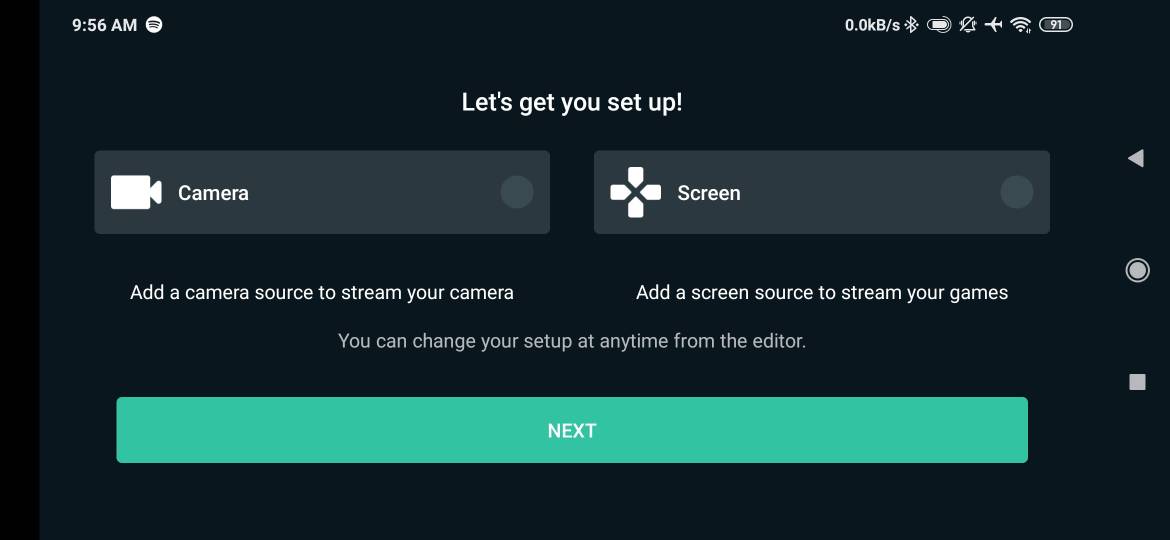 9:56 AM 0.0kB/s 91
Let's get you set up!
Camera
Screen
Add a camera source to stream your camera
Add a screen source to stream your games
You can change your setup at anytime from the editor.
NEXT